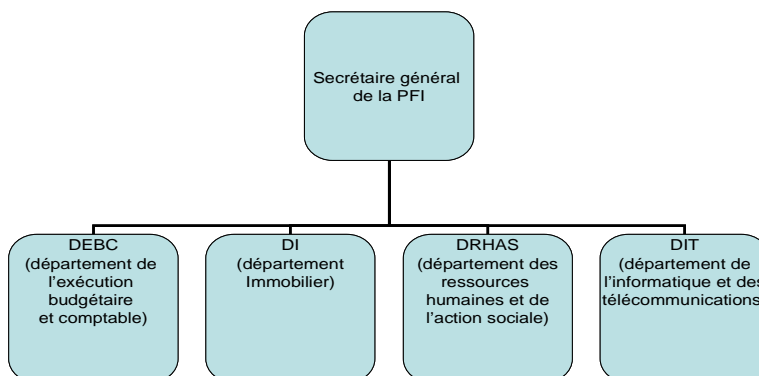 Secrétaire général
de la PFI
DEBC
(département de
l'exécution
budgétaire
et comptable)
DI
(département
Immobilier)
DRHAS
(département des
ressources
humaines et de
l'action sociale)
DIT
(département de
l'informatique et des
télécommunications